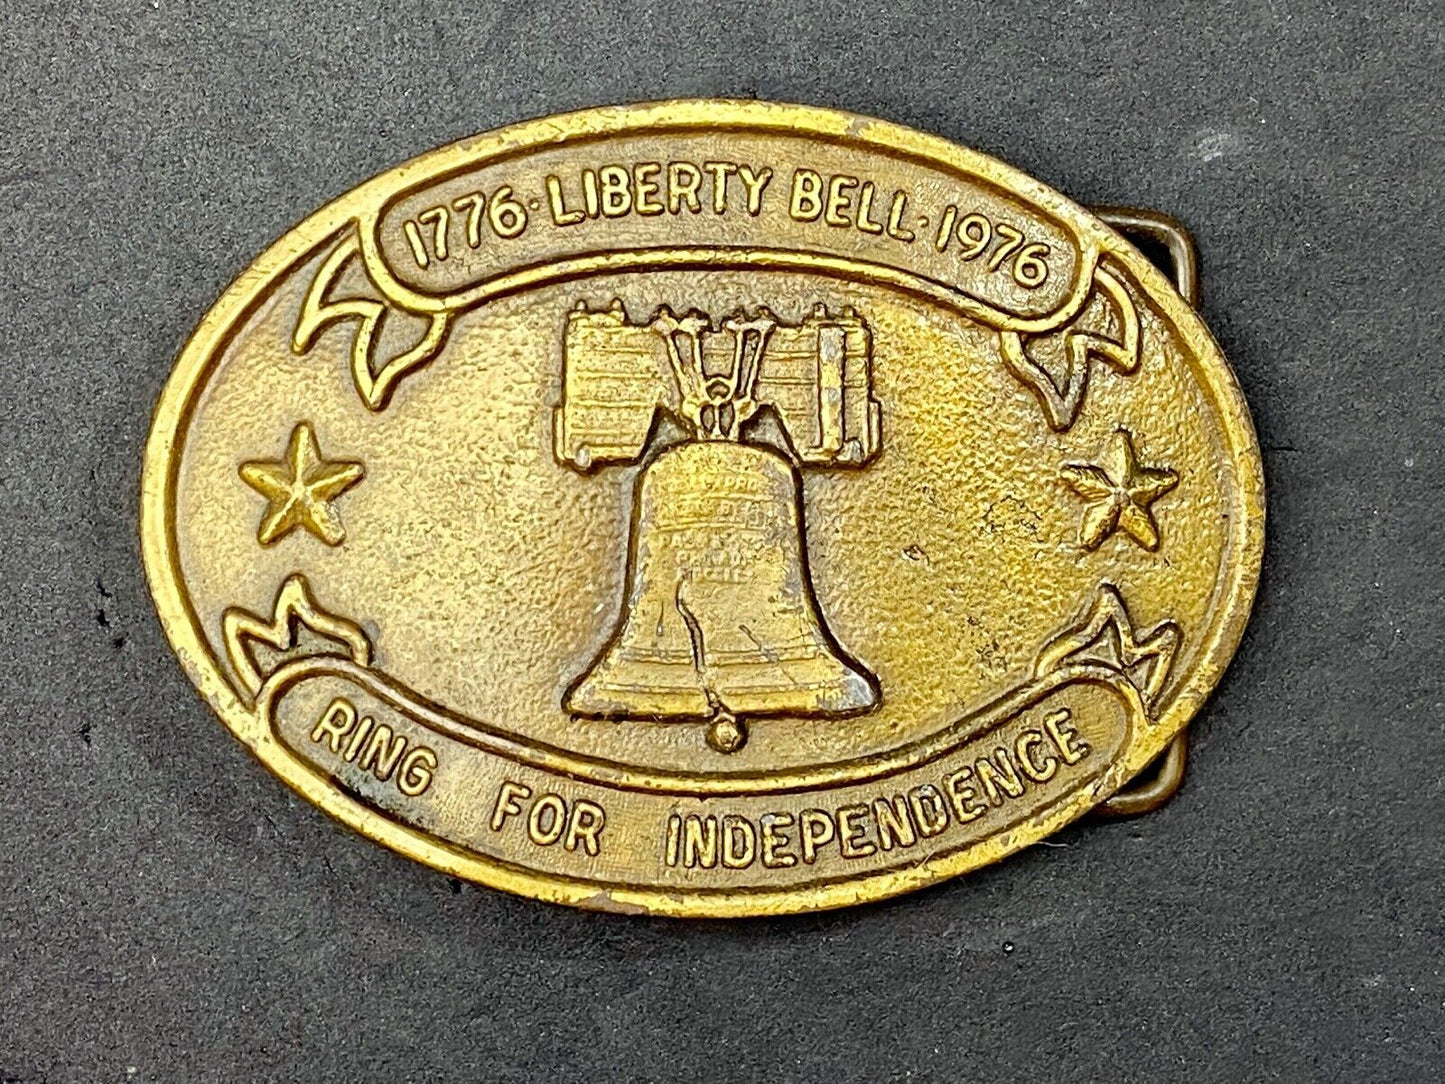 1776 · LIBERTY BELL · 1976
RING FOR INDEPENDENCE